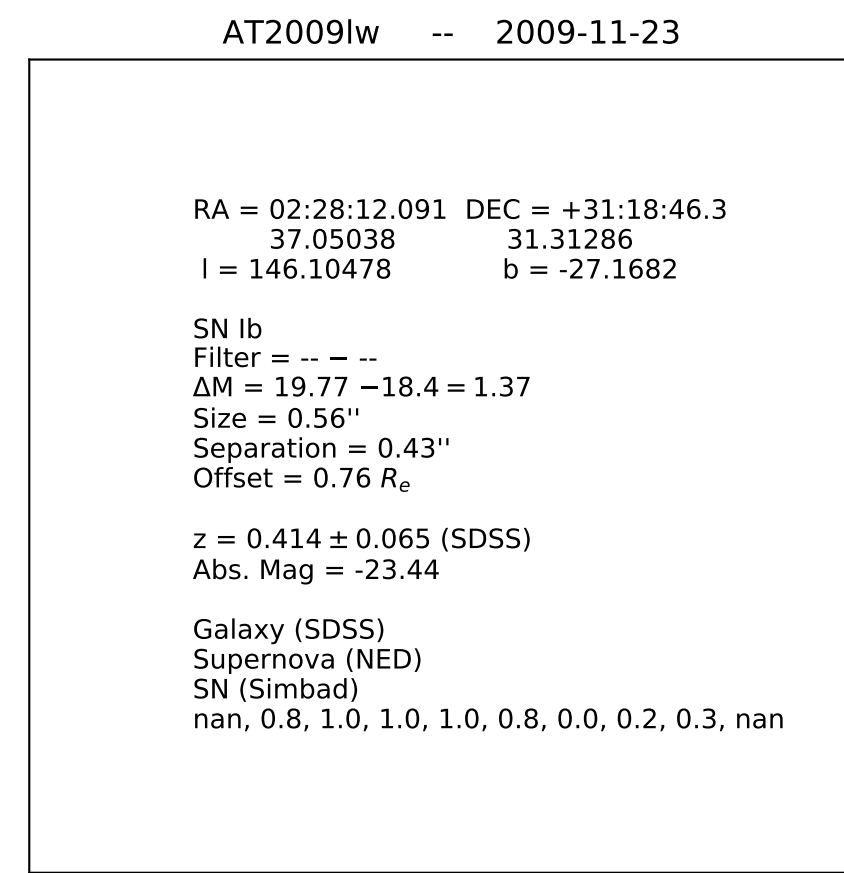 AT2009lw -- 2009-11-23
RA = 02:28:12.091 DEC = +31:18:46.3
37.05038 31.31286
l = 146.10478 b = -27.1682
SN Ib
Filter = -- − --
ΔM = 19.77 −18.4 = 1.37
Size = 0.56''
Separation = 0.43''
Offset = 0.76 Rₑ
z = 0.414 ± 0.065 (SDSS)
Abs. Mag = -23.44
Galaxy (SDSS)
Supernova (NED)
SN (Simbad)
nan, 0.8, 1.0, 1.0, 1.0, 0.8, 0.0, 0.2, 0.3, nan